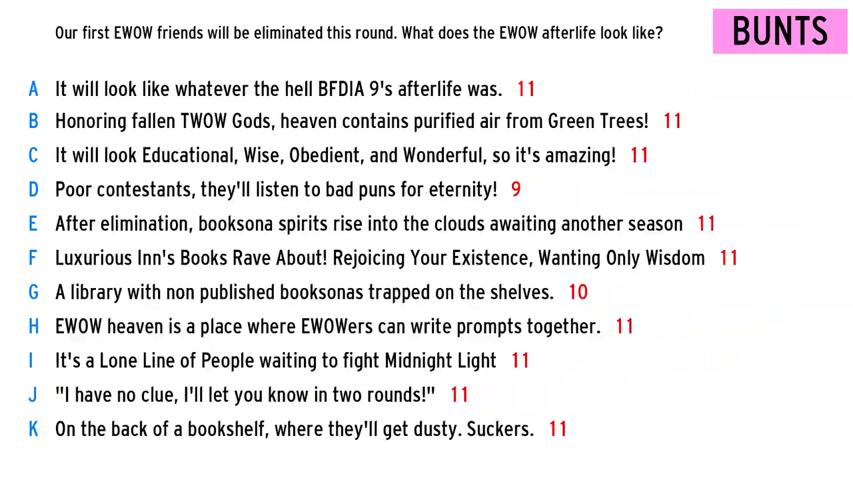 Our first EWOW friends will be eliminated this round. What does the EWOW afterlife look like?
BUNTS
A It will look like whatever the hell BFDIA 9's afterlife was. 11
B Honoring fallen TWOW Gods, heaven contains purified air from Green Trees! 11
C It will look Educational, Wise, Obedient, and Wonderful, so it's amazing! 11
D Poor contestants, they'll listen to bad puns for eternity! 9
E After elimination, booksona spirits rise into the clouds awaiting another season 11
F Luxurious Inn's Books Rave About! Rejoicing Your Existence, Wanting Only Wisdom 11
G A library with non published booksonas trapped on the shelves. 10
H EWOW heaven is a place where EWOWers can write prompts together. 11
I It's a Lone Line of People waiting to fight Midnight Light 11
J "I have no clue, I'll let you know in two rounds!" 11
K On the back of a bookshelf, where they'll get dusty. Suckers. 11